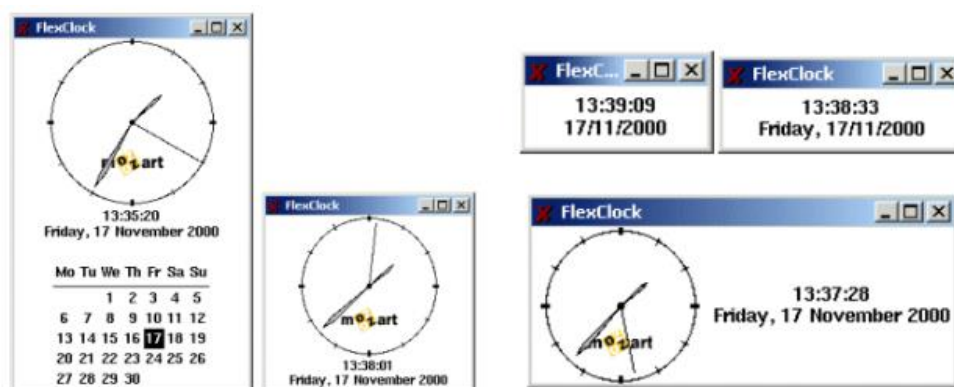 FlexClock
mozart
13:35:20
Friday, 17 November 2000
Mo Tu We Th Fr Sa Su
1 2 3 4 5
6 7 8 9 10 11 12
13 14 15 16 17 18 19
20 21 22 23 24 25 26
27 28 29 30
FlexClock
mozart
13:38:01
Friday, 17 November 2000
FlexC...
13:39:09
17/11/2000
FlexClock
13:38:33
Friday, 17/11/2000
FlexClock
mozart
13:37:28
Friday, 17 November 2000